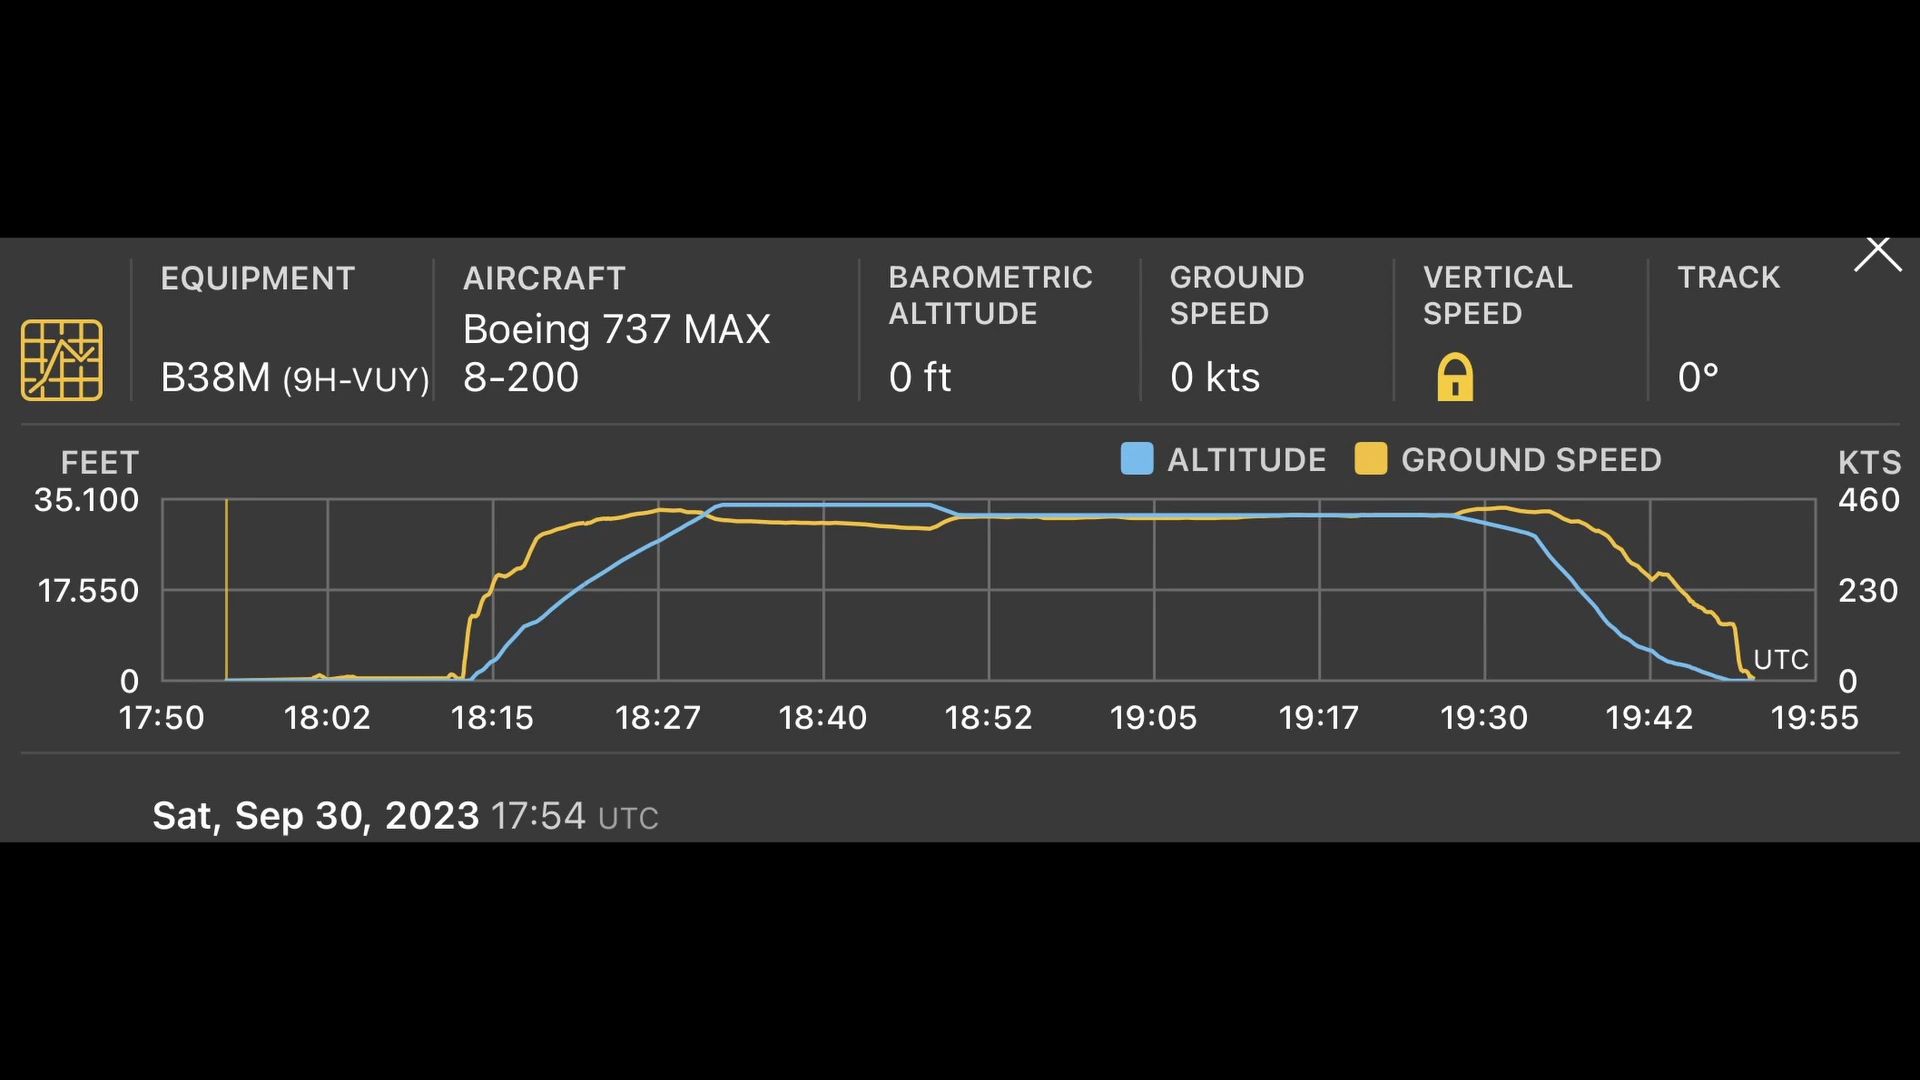 EQUIPMENT
B38M (9H-VUY)
AIRCRAFT
Boeing 737 MAX
8-200
BAROMETRIC
ALTITUDE
0 ft
GROUND
SPEED
0 kts
VERTICAL
SPEED
TRACK
0°
FEET
ALTITUDE
GROUND SPEED
KTS
35.100
460
17.550
230
UTC
0
0
17:50 18:02 18:15 18:27 18:40 18:52 19:05 19:17 19:30 19:42 19:55
Sat, Sep 30, 2023 17:54 UTC